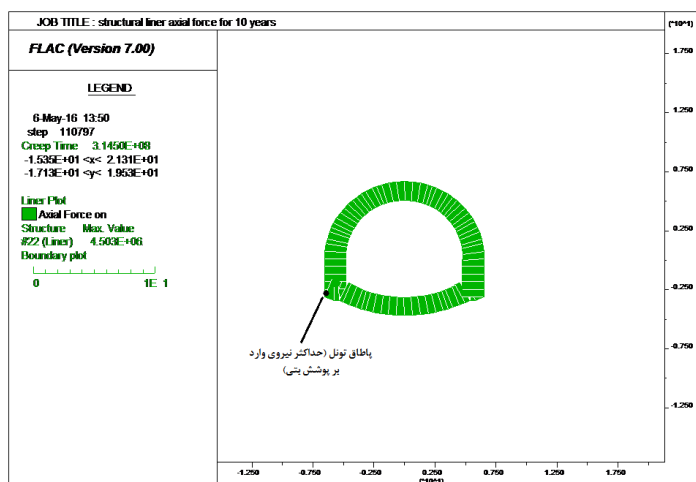 JOB TITLE : structural liner axial force for 10 years
FLAC (Version 7.00)
LEGEND
6-May-16 13:50
step 110797
Creep Time 3.1450E+08
-1.535E+01 <x< 2.131E+01
-1.713E+01 <y< 1.953E+01
Liner Plot
Axial Force on
Structure Max. Value
#22 (Liner) 4.503E+06
Boundary plot
0 1E 1
پاطاق تونل (حداکثر نیروی وارد
بر پوشش بتنی)
(*10^1)
1.750
1.250
0.750
0.250
-0.250
-0.750
-1.250
-1.250 -0.750 -0.250 0.250 0.750 1.250 1.750
(*10^1)